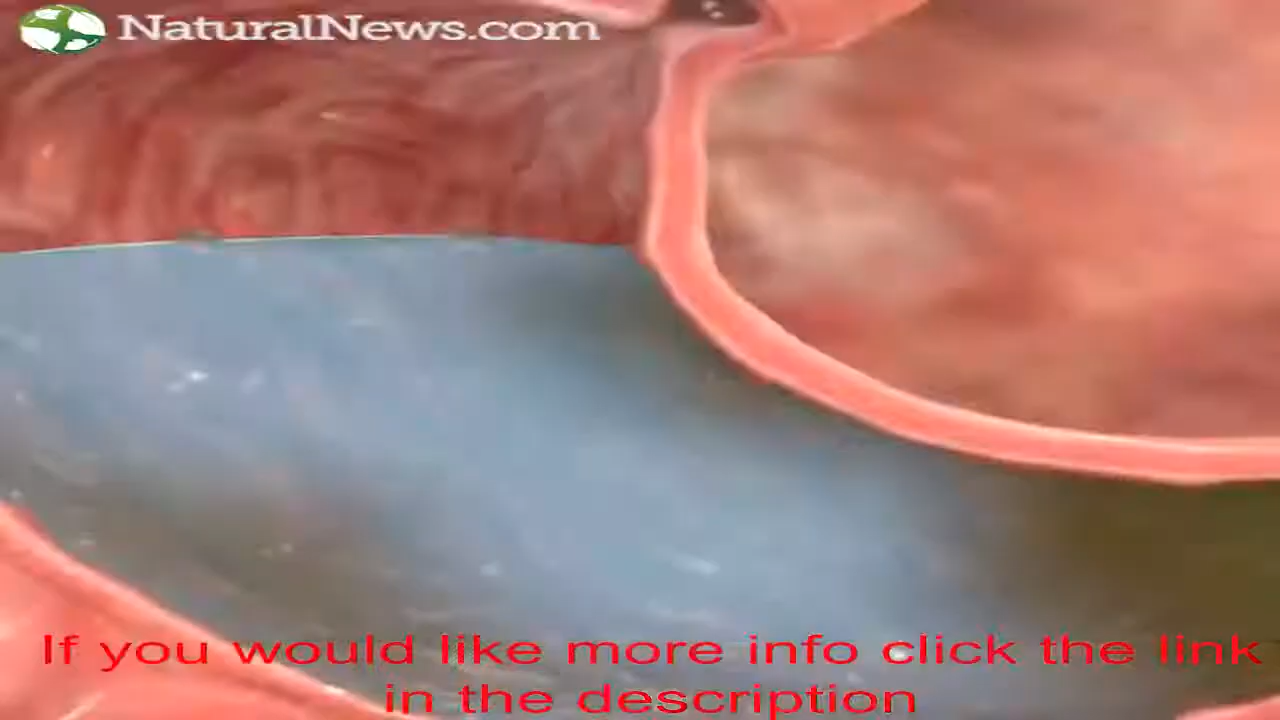 NaturalNews.com
If you would like more info click the link
in the description